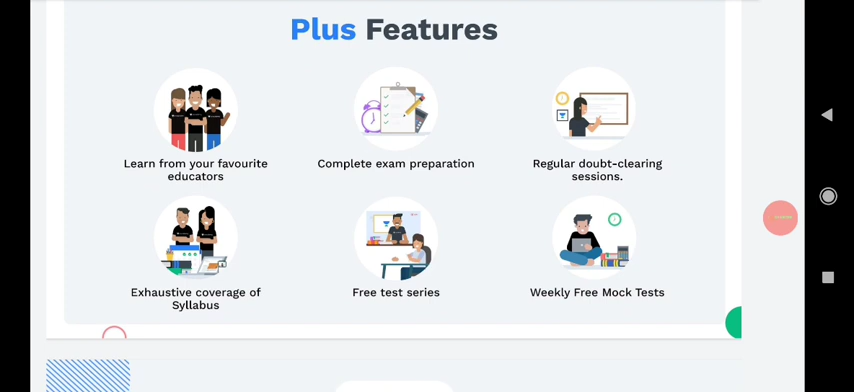 Plus Features
Learn from your favourite
educators
Complete exam preparation
Regular doubt-clearing
sessions.
Exhaustive coverage of
Syllabus
Free test series
Weekly Free Mock Tests